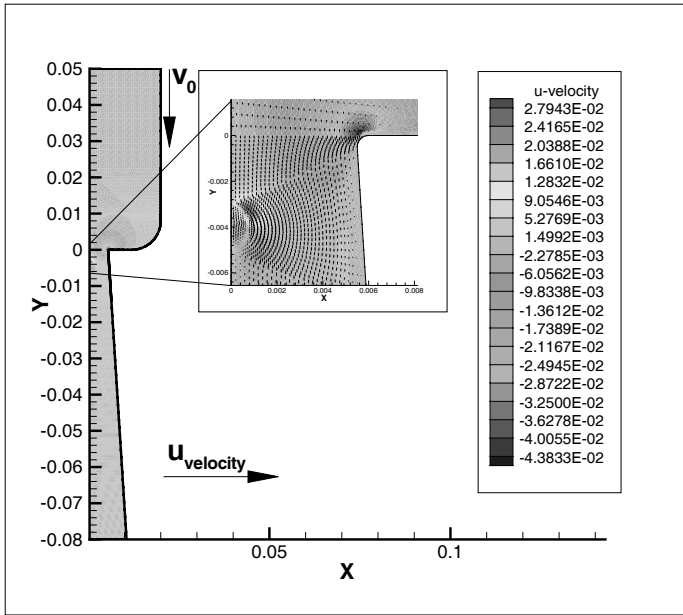 0.05
0.04
0.03
0.02
0.01
0
-0.01
-0.02
-0.03
-0.04
-0.05
-0.06
-0.07
-0.08
Y
v0
0
-0.002
-0.004
-0.006
Y
0
0.002
0.004
0.006
0.008
X
u-velocity
2.7943E-02
2.4165E-02
2.0388E-02
1.6610E-02
1.2832E-02
9.0546E-03
5.2769E-03
1.4992E-03
-2.2785E-03
-6.0562E-03
-9.8338E-03
-1.3612E-02
-1.7389E-02
-2.1167E-02
-2.4945E-02
-2.8722E-02
-3.2500E-02
-3.6278E-02
-4.0055E-02
-4.3833E-02
uvelocity
0.05
0.1
X